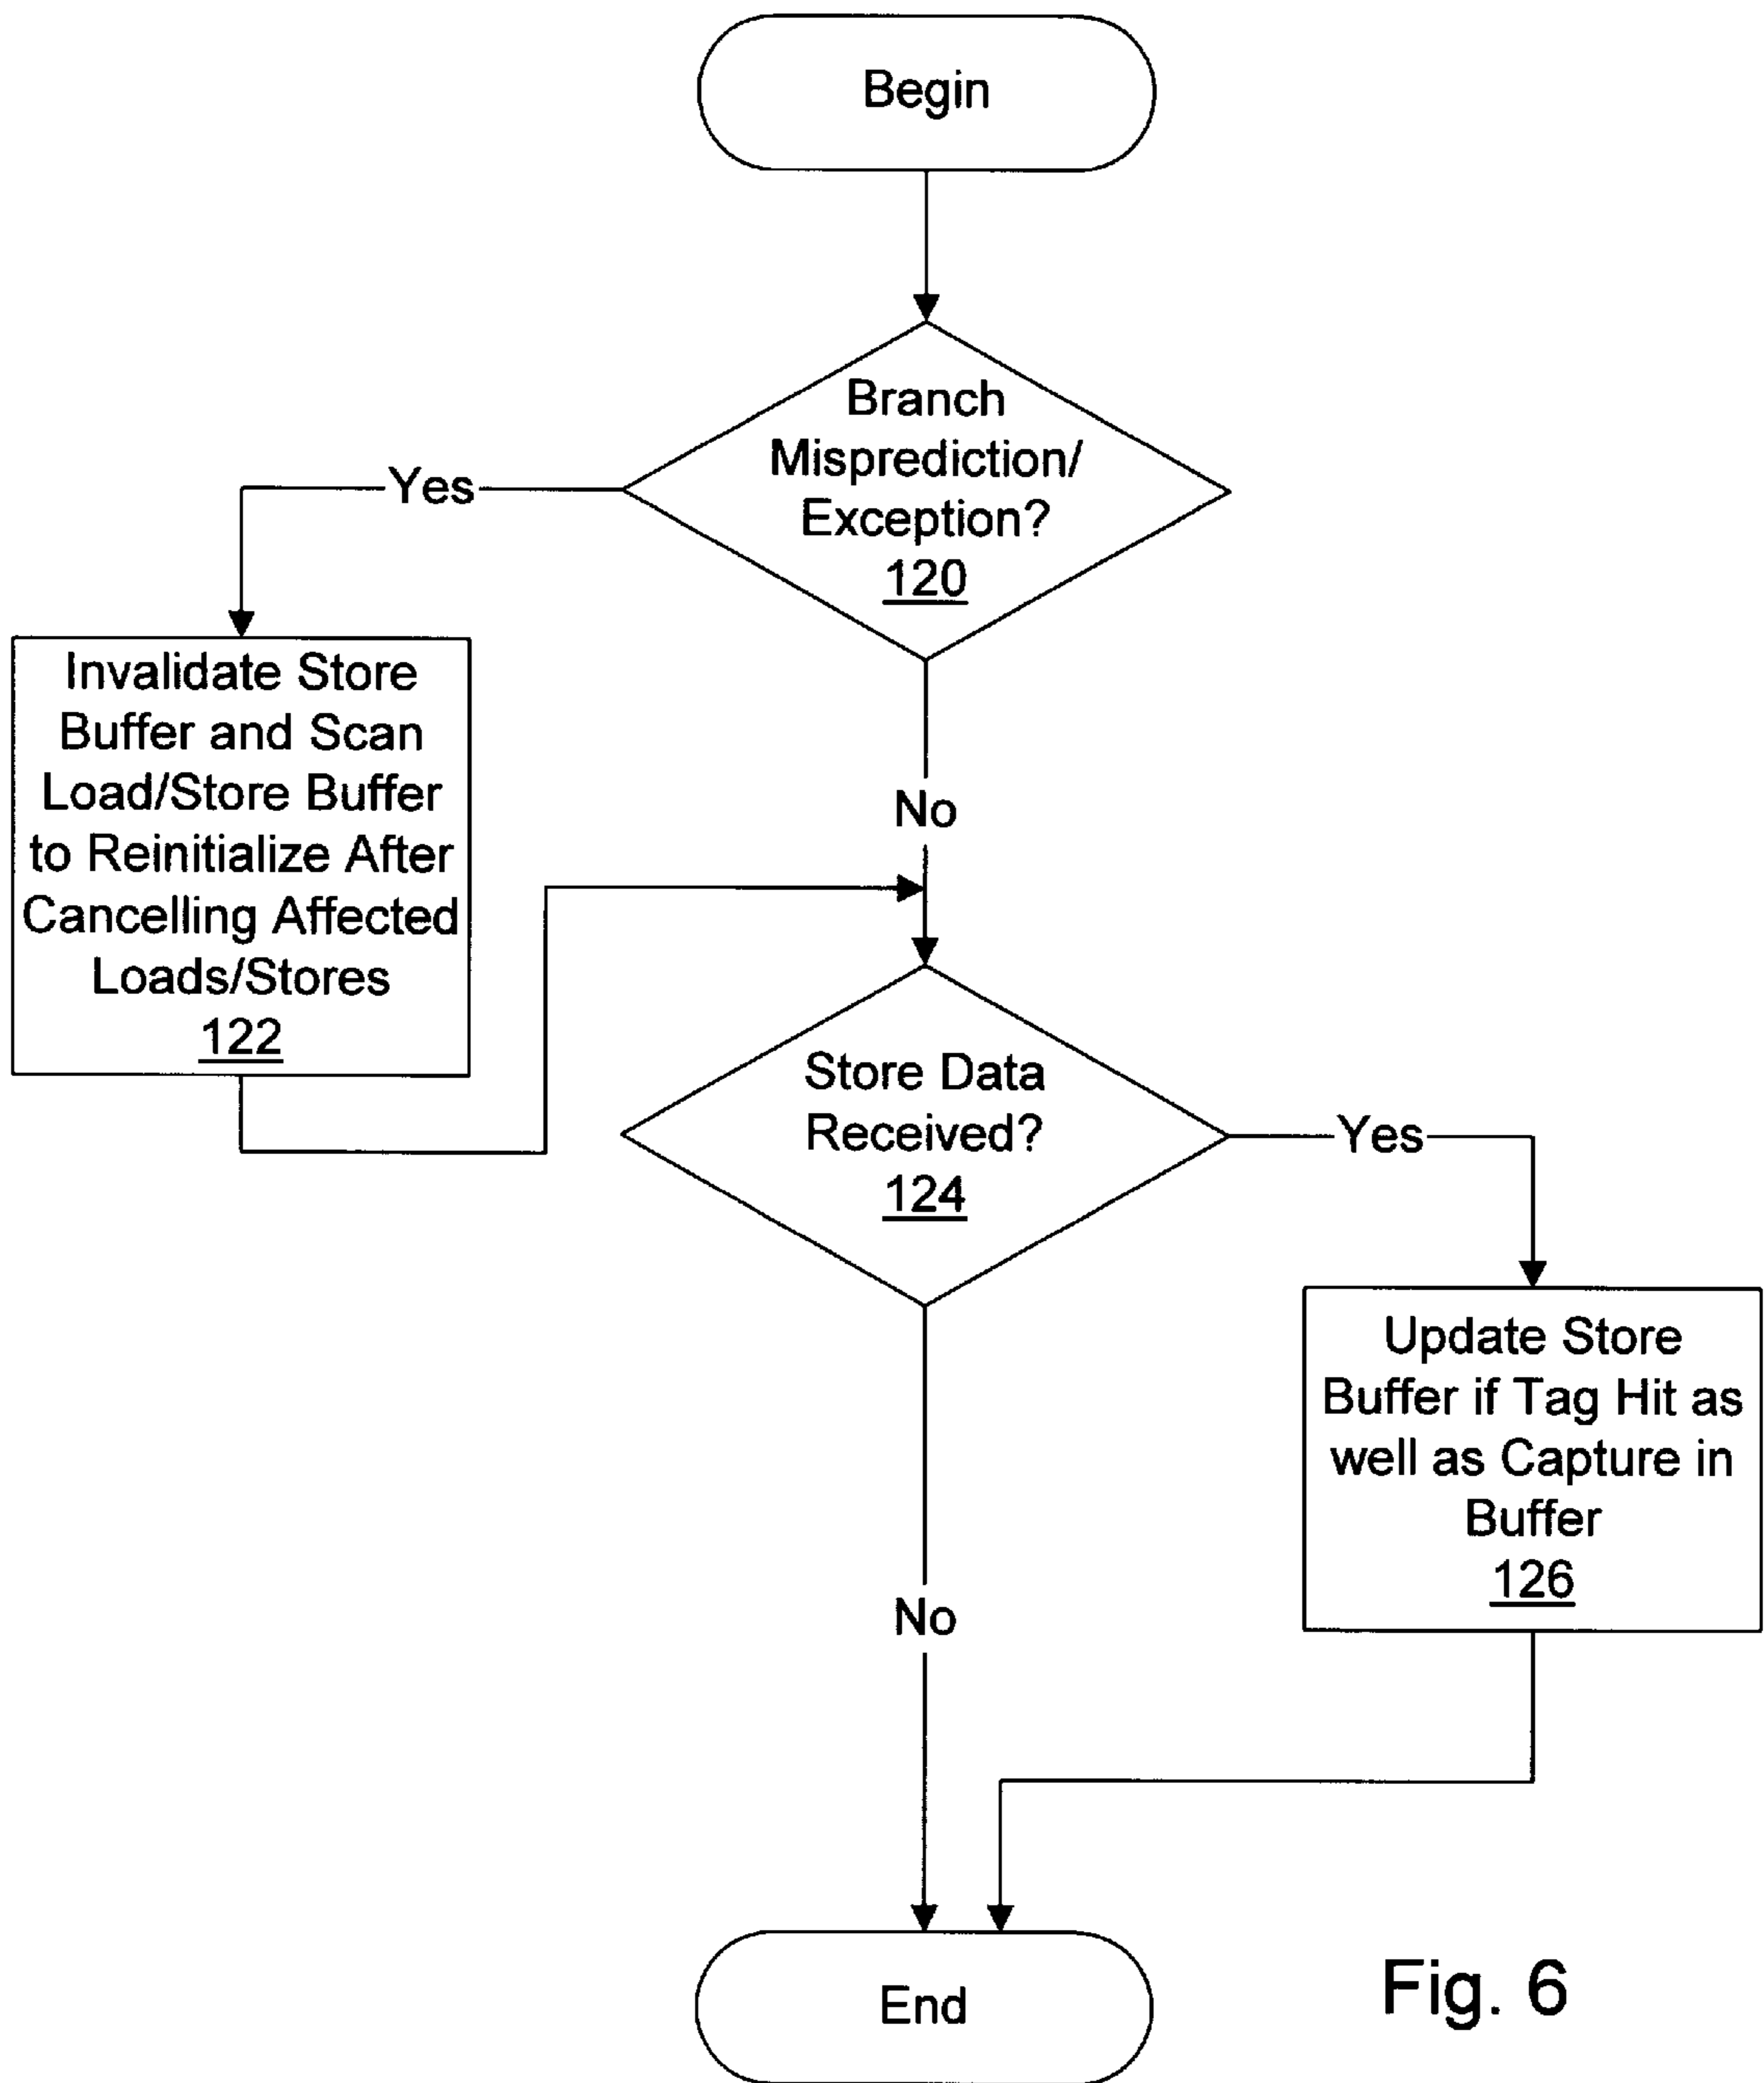 Begin
Branch
Misprediction/
Exception?
120
Yes
Invalidate Store
Buffer and Scan
Load/Store Buffer
to Reinitialize After
Cancelling Affected
Loads/Stores
122
No
Store Data
Received?
124
Yes
Update Store
Buffer if Tag Hit as
well as Capture in
Buffer
126
No
End
Fig. 6